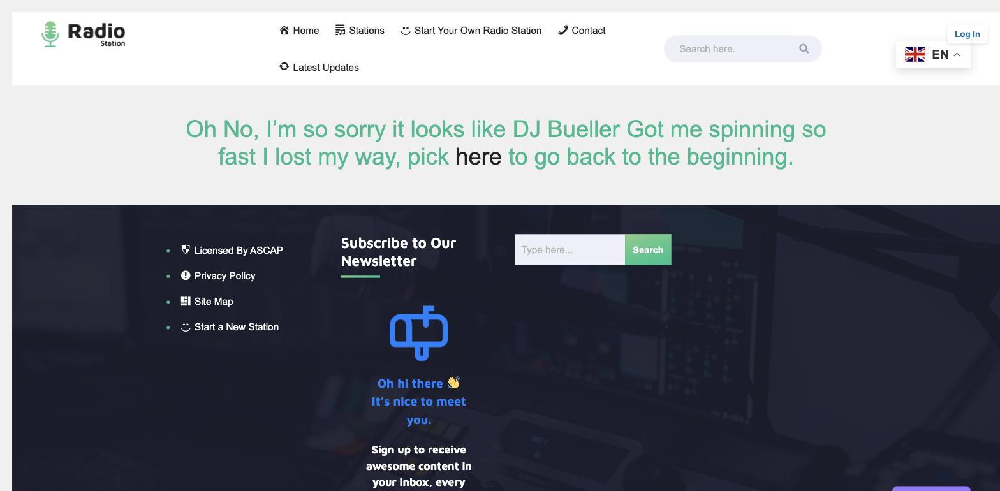 Radio
Station
Home
Stations
Start Your Own Radio Station
Contact
Latest Updates
Search here.
Log In
EN
Oh No, I’m so sorry it looks like DJ Bueller Got me spinning so
fast I lost my way, pick here to go back to the beginning.
Licensed By ASCAP
Privacy Policy
Site Map
Start a New Station
Subscribe to Our
Newsletter
Type here...
Search
Oh hi there 👋
It’s nice to meet
you.
Sign up to receive
awesome content in
your inbox, every